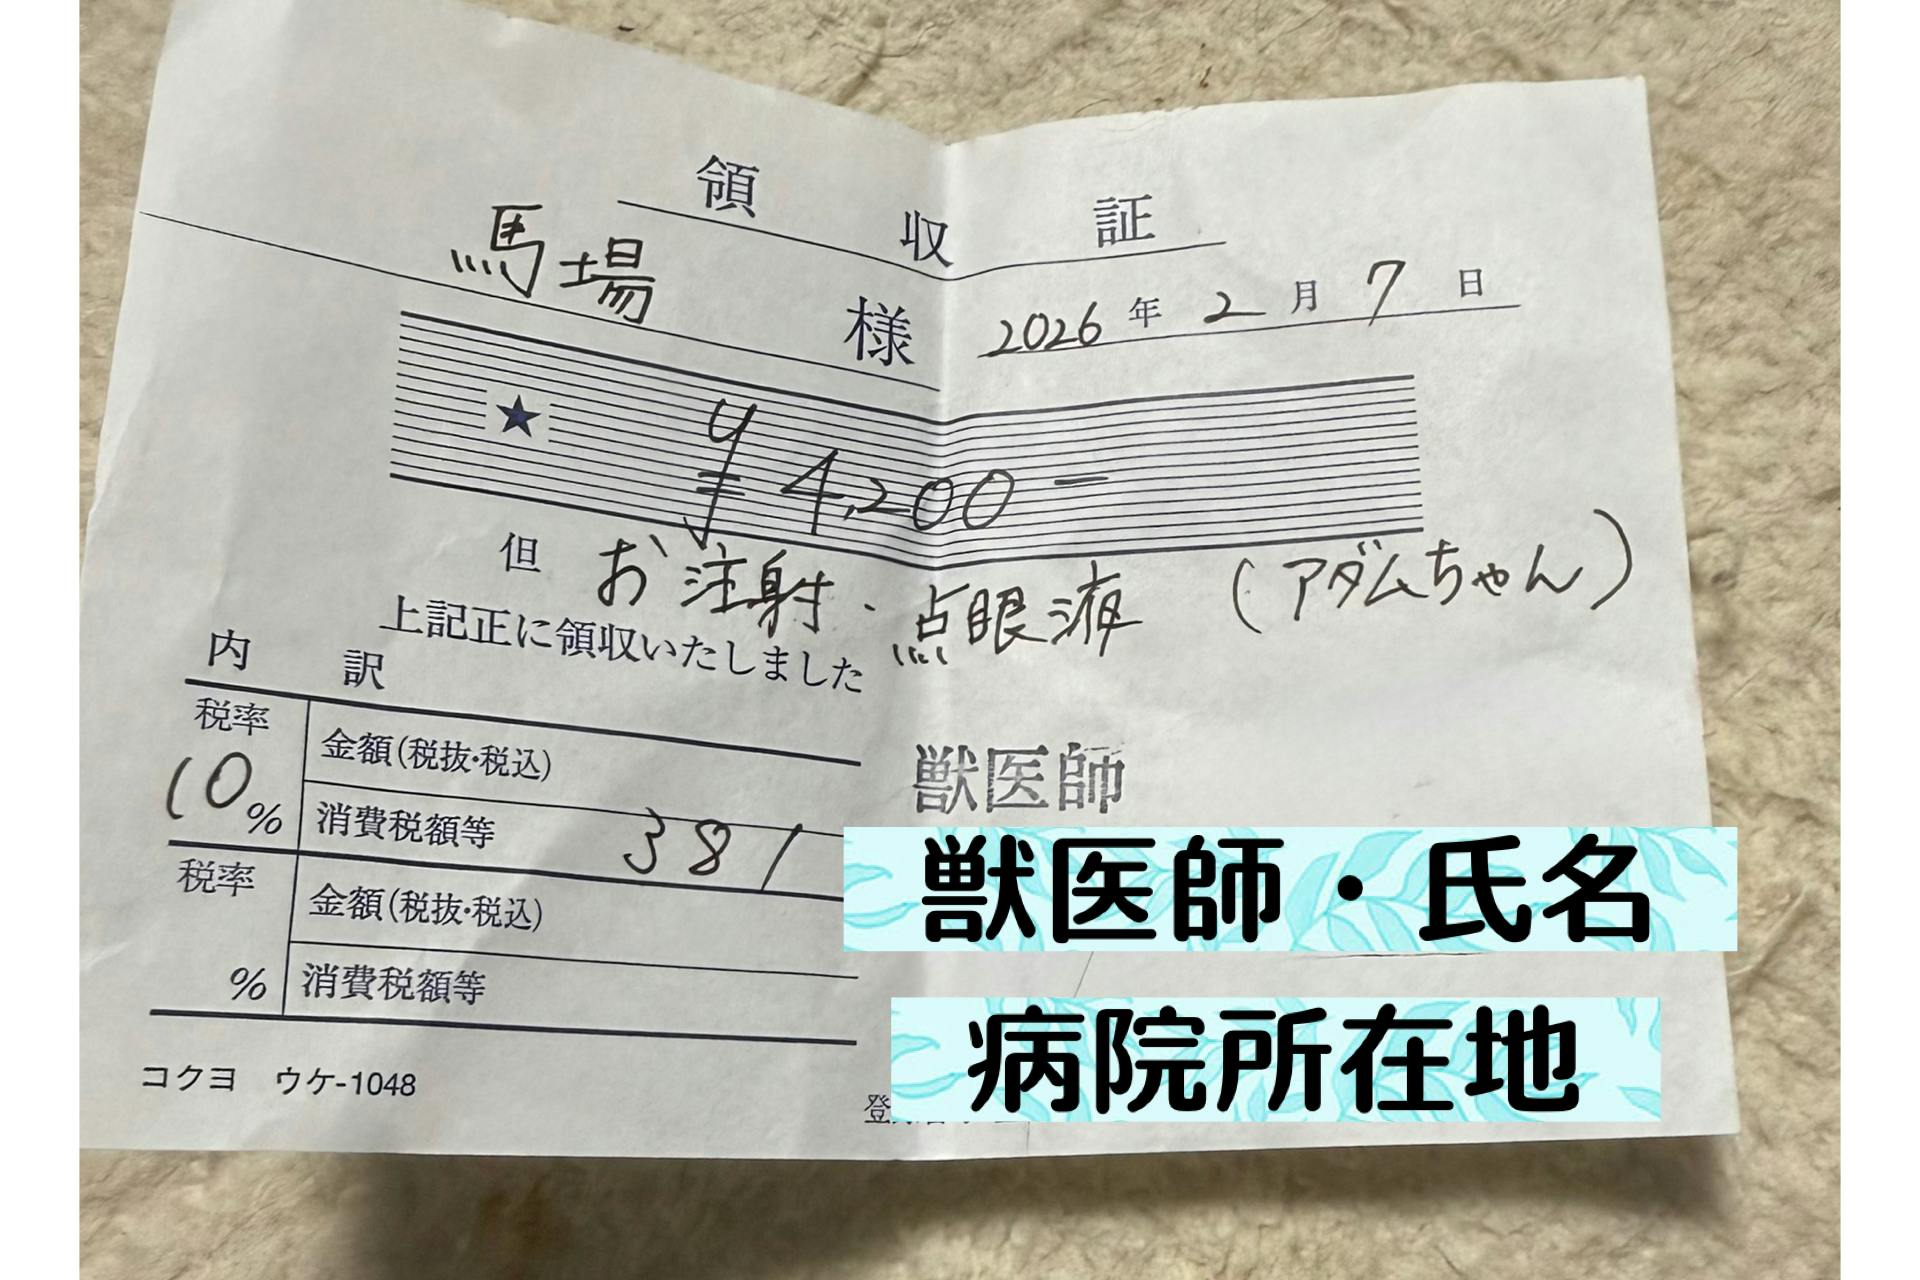 領収証
馬場 様 2026年2月7日
★ ¥4,200-
但 お注射・点眼液 (アダムちゃん)
上記正に領収いたしました
内訳
税率 10% 金額(税抜・税込)
消費税額等 381
税率 % 金額(税抜・税込)
消費税額等
獣医師
獣医師・氏名
病院所在地
コクヨ ウケ-1048
登